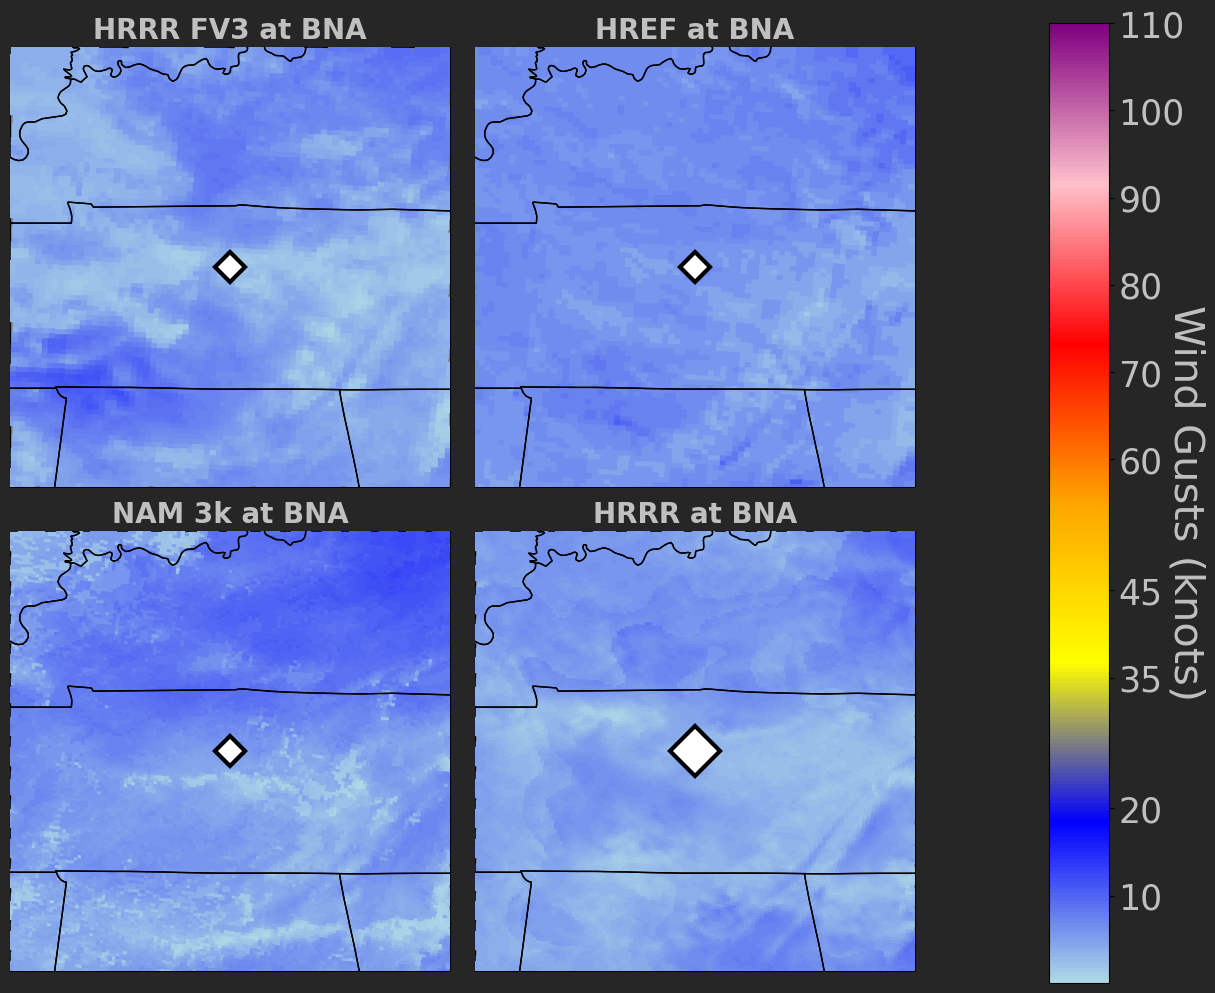 HRRR FV3 at BNA
HREF at BNA
NAM 3k at BNA
HRRR at BNA
110
100
90
80
70
60
45
35
20
10
Wind Gusts (knots)